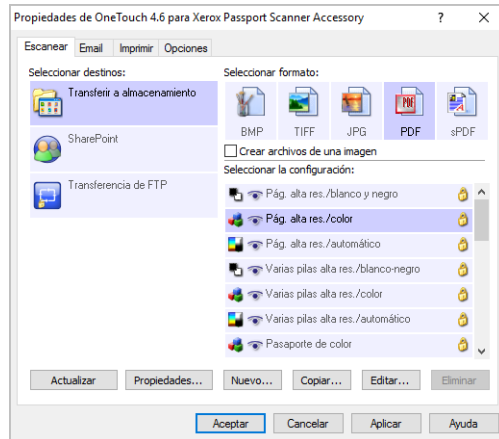 Propiedades de OneTouch 4.6 para Xerox Passport Scanner Accessory ? X
Escanear Email Imprimir Opciones
Seleccionar destinos:
Transferir a almacenamiento
SharePoint
Transferencia de FTP
Seleccionar formato:
BMP TIFF JPG PDF sPDF
Crear archivos de una imagen
Seleccionar la configuración:
Pág. alta res./blanco y negro
Pág. alta res./color
Pág. alta res./automático
Varias pilas alta res./blanco-negro
Varias pilas alta res./color
Varias pilas alta res./automático
Pasaporte de color
Actualizar Propiedades... Nuevo... Copiar... Editar... Eliminar
Aceptar Cancelar Aplicar Ayuda